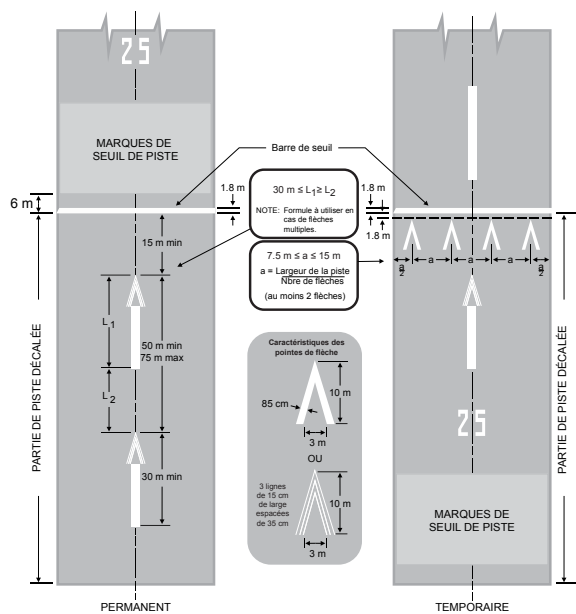 25
MARQUES DE
SEUIL DE PISTE
6 m
1.8 m
15 m min
L1
L2
50 m min
75 m max
30 m min
PARTIE DE PISTE DÉCALÉE
PERMANENT
Barre de seuil
30 m ≤ L1≥ L2
NOTE: Formule à utiliser en
cas de flèches
multiples.
7.5 m ≤ a ≤ 15 m
a = Largeur de la piste
Nbre de flèches
(au moins 2 flèches)
Caractéristiques des
pointes de flèche
85 cm
10 m
3 m
OU
3 lignes
de 15 cm
de large
espacées
de 35 cm
10 m
3 m
1.8 m
1.8 m
a/2
a
a
a
a/2
25
MARQUES DE
SEUIL DE PISTE
PARTIE DE PISTE DÉCALÉE
TEMPORAIRE